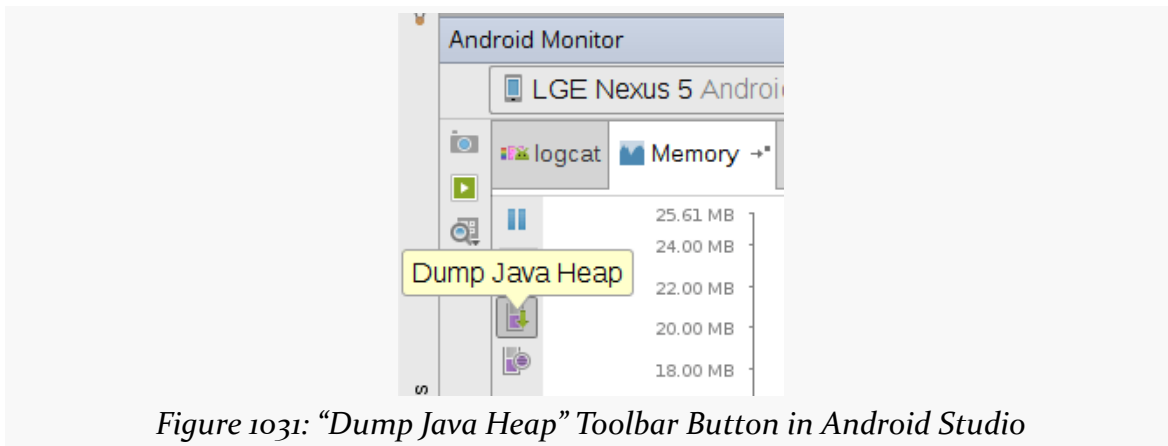 Android Monitor
LGE Nexus 5 Androi
logcat Memory
25.61 MB
24.00 MB
Dump Java Heap
22.00 MB
20.00 MB
18.00 MB
s
Figure 1031: “Dump Java Heap” Toolbar Button in Android Studio